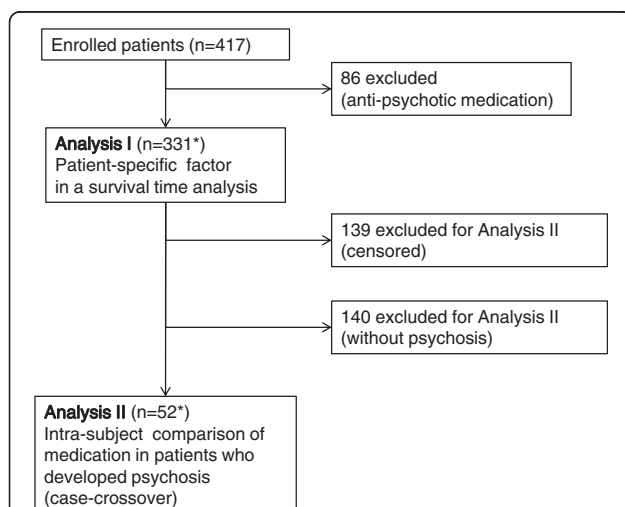 Enrolled patients (n=417)
86 excluded
(anti-psychotic medication)
Analysis I (n=331*)
Patient-specific factor
in a survival time analysis
139 excluded for Analysis II
(censored)
140 excluded for Analysis II
(without psychosis)
Analysis II (n=52*)
Intra-subject comparison of
medication in patients who
developed psychosis
(case-crossover)